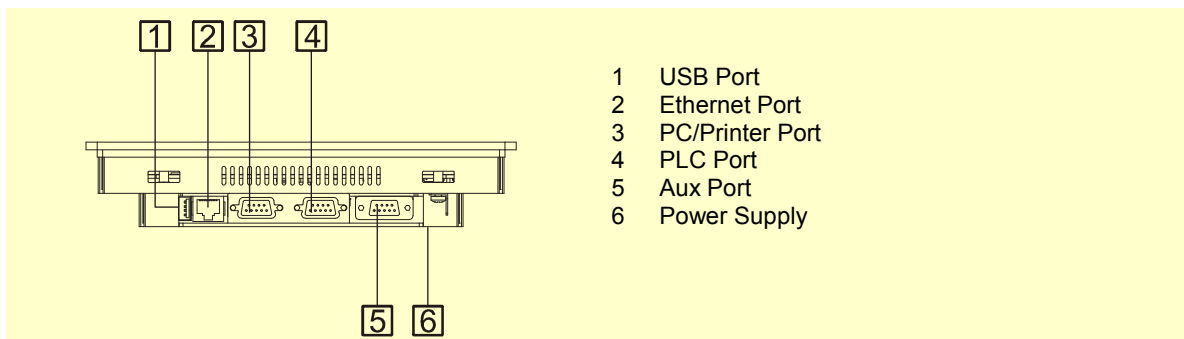 1 2 3 4
1 USB Port
2 Ethernet Port
3 PC/Printer Port
4 PLC Port
5 Aux Port
6 Power Supply
5 6